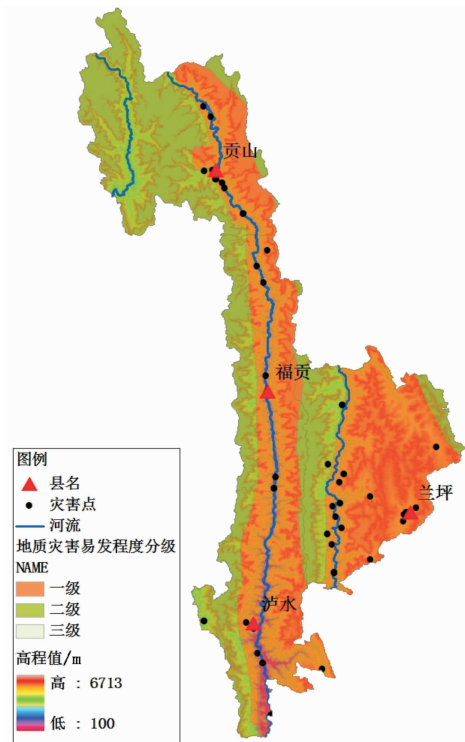 贡山
福贡
兰坪
泸水
图例
县名
灾害点
河流
地质灾害易发程度分级
NAME
一级
二级
三级
高程值/m
高 : 6713
低 : 100